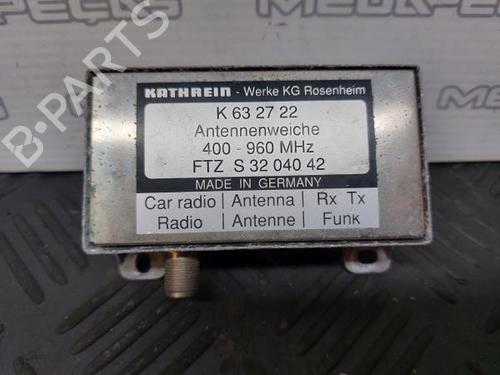 KATHREIN - Werke KG Rosenheim
K 63 27 22
Antennenweiche
400 - 960 MHz
FTZ S 32 040 42
MADE IN GERMANY
Car radio | Antenna | Rx Tx
Radio | Antenne | Funk
B-PARTS